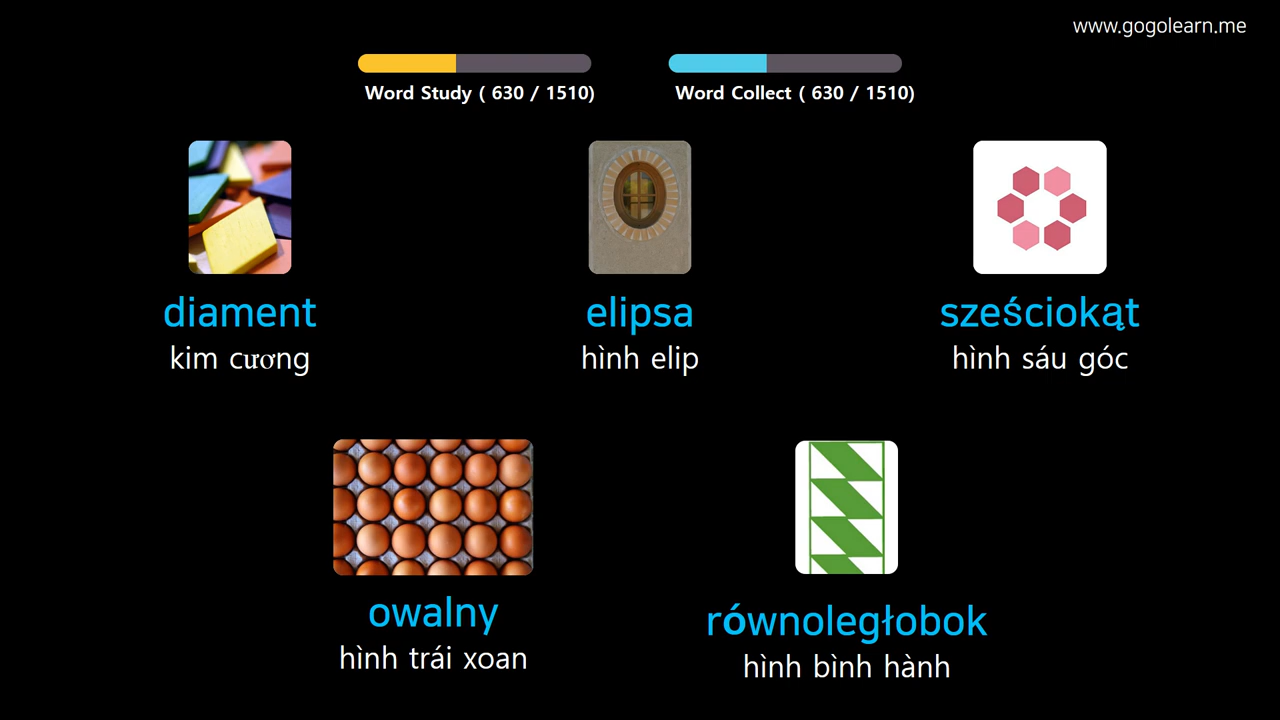 www.gogolearn.me
Word Study ( 630 / 1510)
Word Collect ( 630 / 1510)
diament
kim cương
elipsa
hình elip
sześciokąt
hình sáu góc
owalny
hình trái xoan
równoległobok
hình bình hành